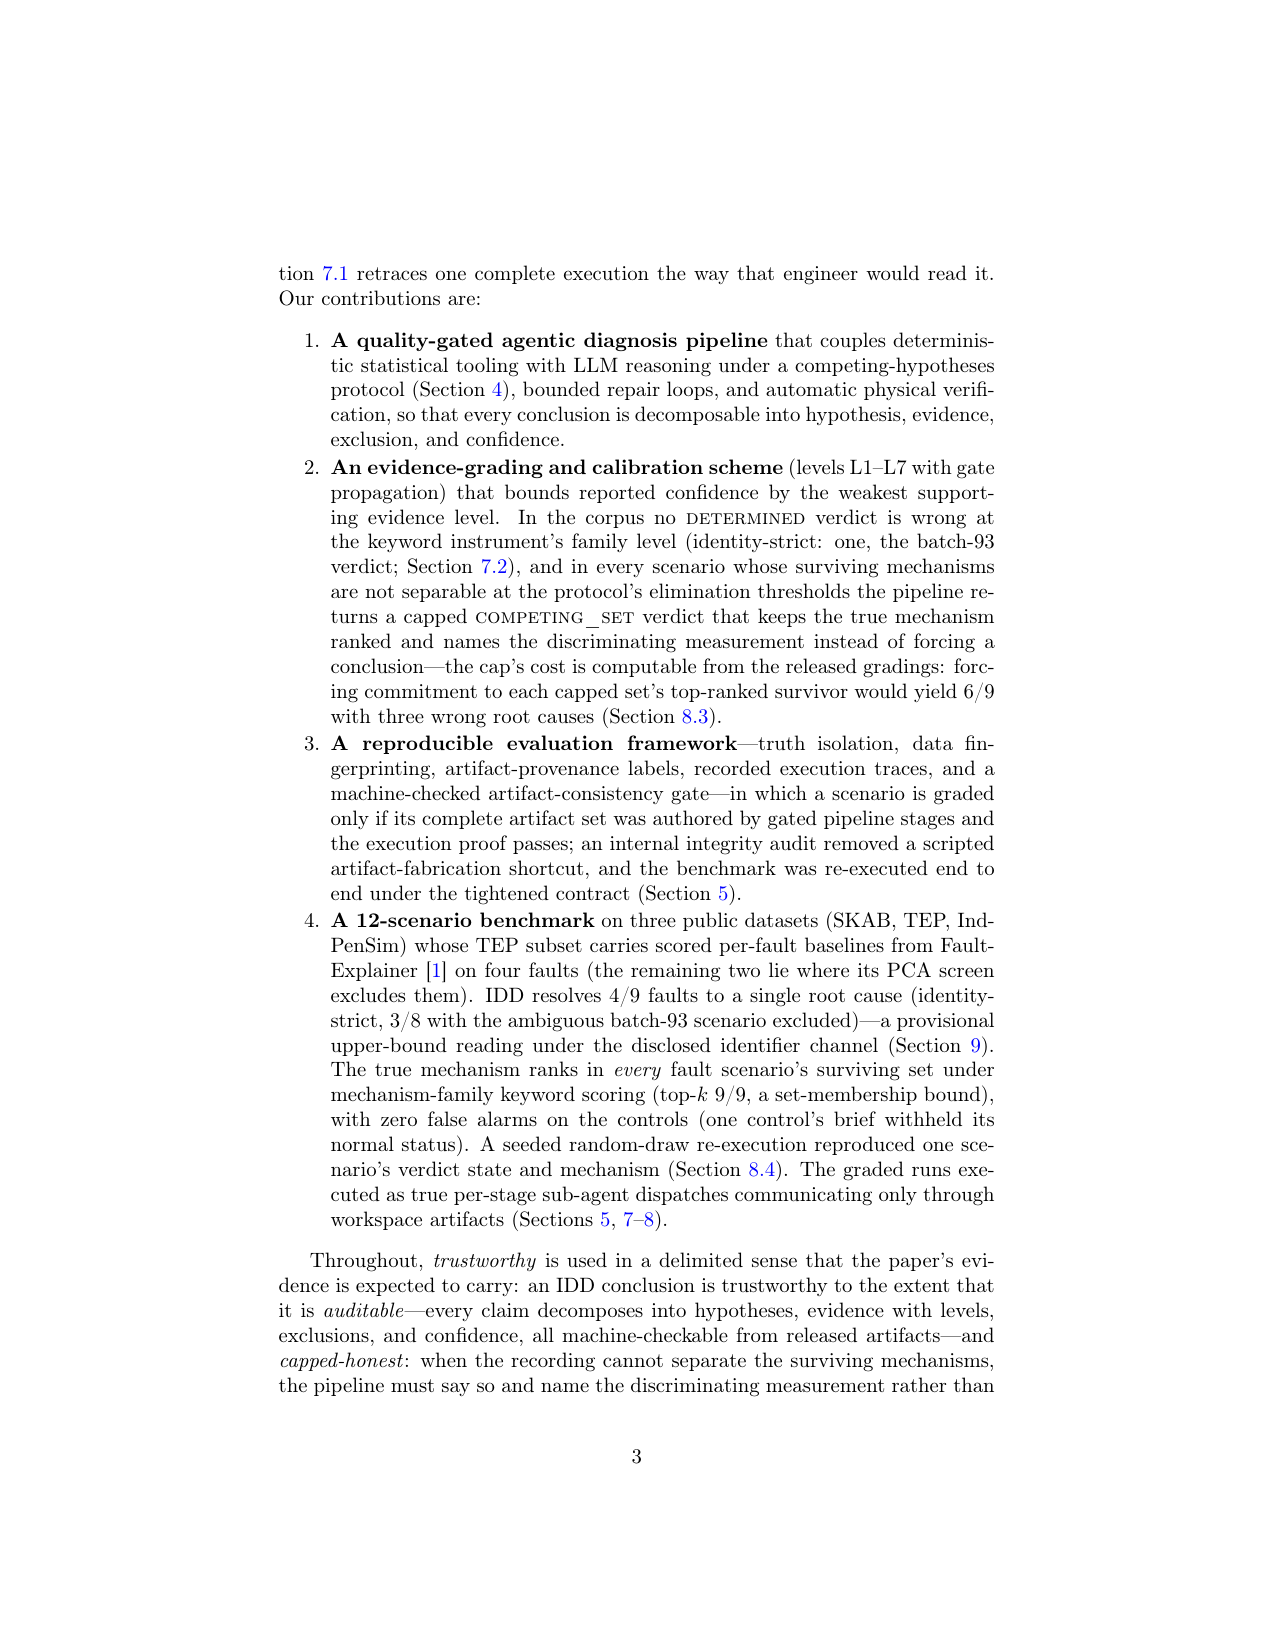 tion 7.1 retraces one complete execution the way that engineer would read it.
Our contributions are:
1. A quality-gated agentic diagnosis pipeline that couples determinis-
tic statistical tooling with LLM reasoning under a competing-hypotheses
protocol (Section 4), bounded repair loops, and automatic physical verifi-
cation, so that every conclusion is decomposable into hypothesis, evidence,
exclusion, and confidence.
2. An evidence-grading and calibration scheme (levels L1–L7 with gate
propagation) that bounds reported confidence by the weakest support-
ing evidence level. In the corpus no DETERMINED verdict is wrong at
the keyword instrument's family level (identity-strict: one, the batch-93
verdict; Section 7.2), and in every scenario whose surviving mechanisms
are not separable at the protocol's elimination thresholds the pipeline re-
turns a capped COMPETING_SET verdict that keeps the true mechanism
ranked and names the discriminating measurement instead of forcing a
conclusion—the cap's cost is computable from the released gradings: forc-
ing commitment to each capped set's top-ranked survivor would yield 6/9
with three wrong root causes (Section 8.3).
3. A reproducible evaluation framework—truth isolation, data fin-
gerprinting, artifact-provenance labels, recorded execution traces, and a
machine-checked artifact-consistency gate—in which a scenario is graded
only if its complete artifact set was authored by gated pipeline stages and
the execution proof passes; an internal integrity audit removed a scripted
artifact-fabrication shortcut, and the benchmark was re-executed end to
end under the tightened contract (Section 5).
4. A 12-scenario benchmark on three public datasets (SKAB, TEP, Ind-
PenSim) whose TEP subset carries scored per-fault baselines from Fault-
Explainer [1] on four faults (the remaining two lie where its PCA screen
excludes them). IDD resolves 4/9 faults to a single root cause (identity-
strict, 3/8 with the ambiguous batch-93 scenario excluded)—a provisional
upper-bound reading under the disclosed identifier channel (Section 9).
The true mechanism ranks in every fault scenario's surviving set under
mechanism-family keyword scoring (top-k 9/9, a set-membership bound),
with zero false alarms on the controls (one control's brief withheld its
normal status). A seeded random-draw re-execution reproduced one sce-
nario's verdict state and mechanism (Section 8.4). The graded runs exe-
cuted as true per-stage sub-agent dispatches communicating only through
workspace artifacts (Sections 5, 7–8).
Throughout, trustworthy is used in a delimited sense that the paper's evi-
dence is expected to carry: an IDD conclusion is trustworthy to the extent that
it is auditable—every claim decomposes into hypotheses, evidence with levels,
exclusions, and confidence, all machine-checkable from released artifacts—and
capped-honest: when the recording cannot separate the surviving mechanisms,
the pipeline must say so and name the discriminating measurement rather than
3